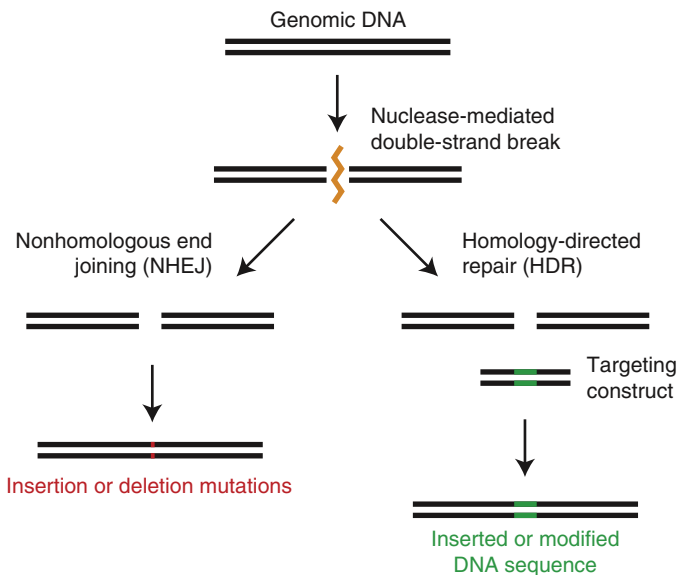 Genomic DNA
Nuclease-mediated
double-strand break
Nonhomologous end
joining (NHEJ)
Homology-directed
repair (HDR)
Targeting
construct
Insertion or deletion mutations
Inserted or modified
DNA sequence